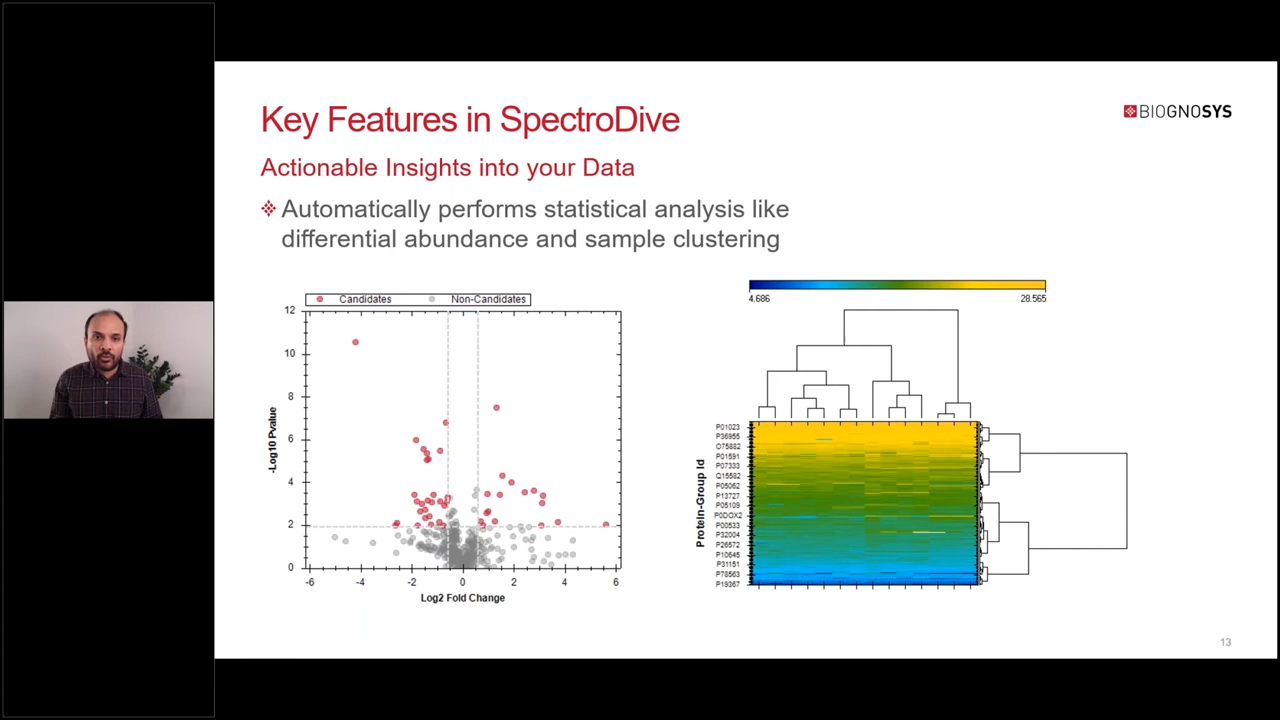 Key Features in SpectroDive
BIOGNOSYS
Actionable Insights into your Data
Automatically performs statistical analysis like
differential abundance and sample clustering
Candidates Non-Candidates
12
10
8
6
4
2
0
-Log10 Pvalue
-6 -4 -2 0 2 4 6
Log2 Fold Change
4.686 28.565
Protein-Group Id
P01023
P36955
O75882
P01591
P07333
Q15582
P05062
P13727
P05109
P0DOX2
P00533
P32004
P26572
P10645
P31151
P78563
P19367
13